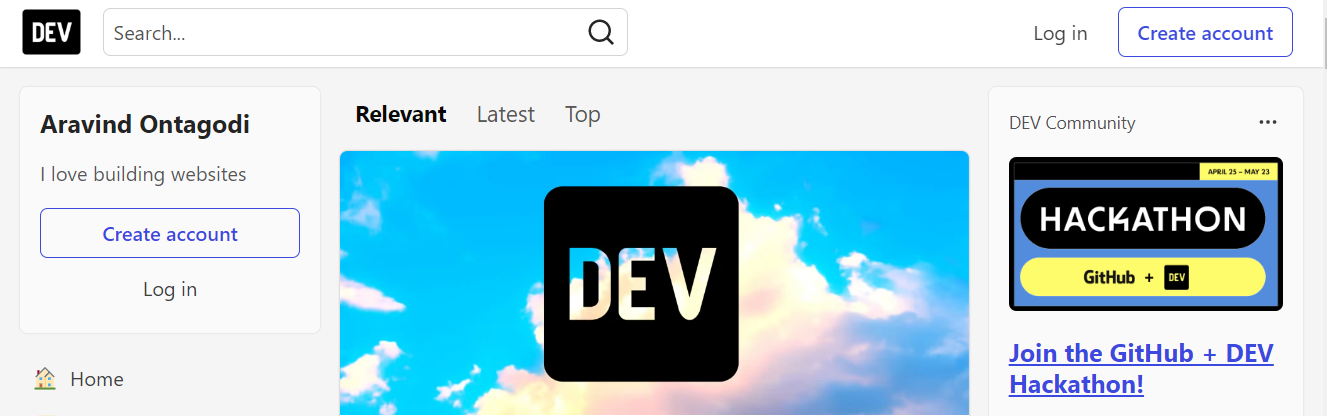 DEV
Search...
Log in
Create account
Aravind Ontagodi
I love building websites
Create account
Log in
Home
Relevant
Latest
Top
DEV
DEV Community
APRIL 25 – MAY 23
HACKATHON
GitHub + DEV
Join the GitHub + DEV
Hackathon!